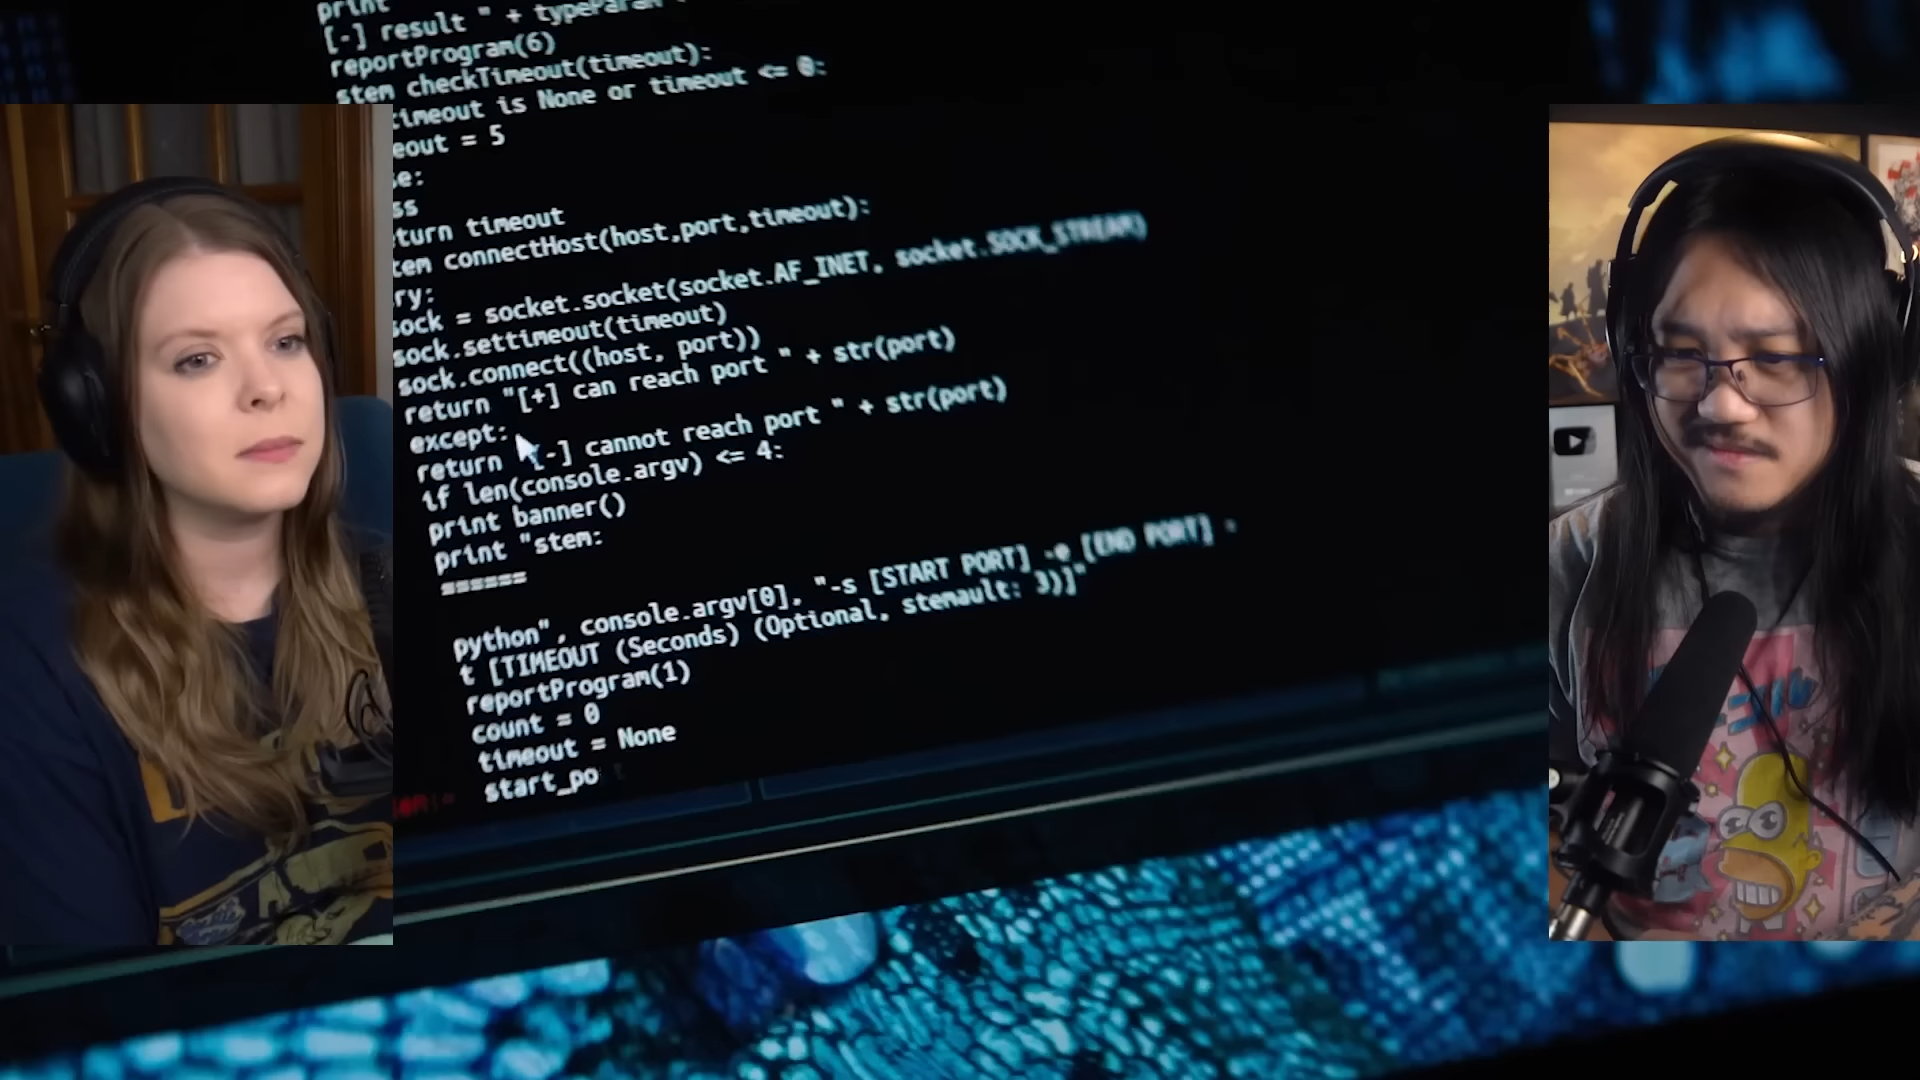 print
[-] result " + typeParam
reportProgram(6)
stem checkTimeout(timeout):
timeout is None or timeout <= 0:
eout = 5
se:
ss
turn timeout
tem connectHost(host,port,timeout):
ry:
sock = socket.socket(socket.AF_INET, socket.SOCK_STREAM)
sock.settimeout(timeout)
sock.connect((host, port))
return "[+] can reach port " + str(port)
except:
return "[-] cannot reach port " + str(port)
if len(console.argv) <= 4:
print banner()
print "stem:
======
python", console.argv[0], "-s [START PORT] -e [END PORT] -
t [TIMEOUT (Seconds) (Optional, stemault: 3)]"
reportProgram(1)
count = 0
timeout = None
start_po